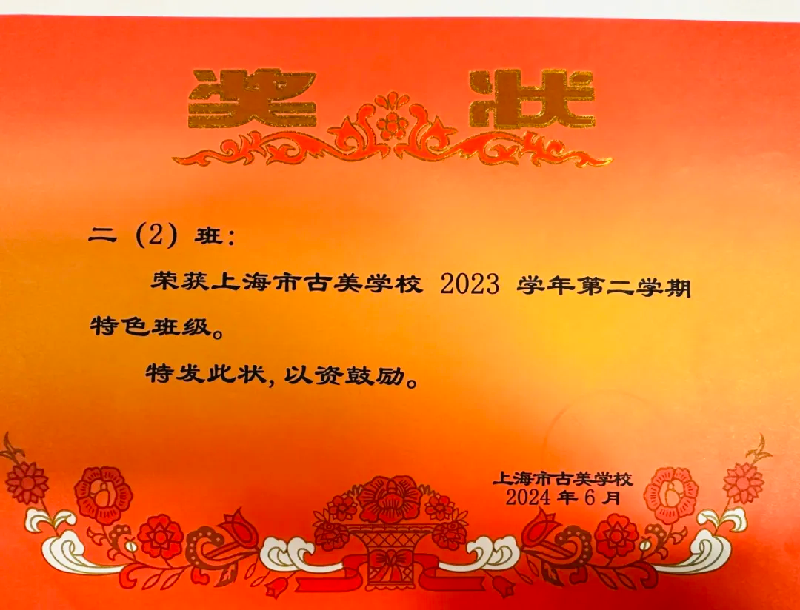 奖状
二（2）班：
荣获上海市古美学校 2023 学年第二学期
特色班级。
特发此状，以资鼓励。
上海市古美学校
2024 年 6 月